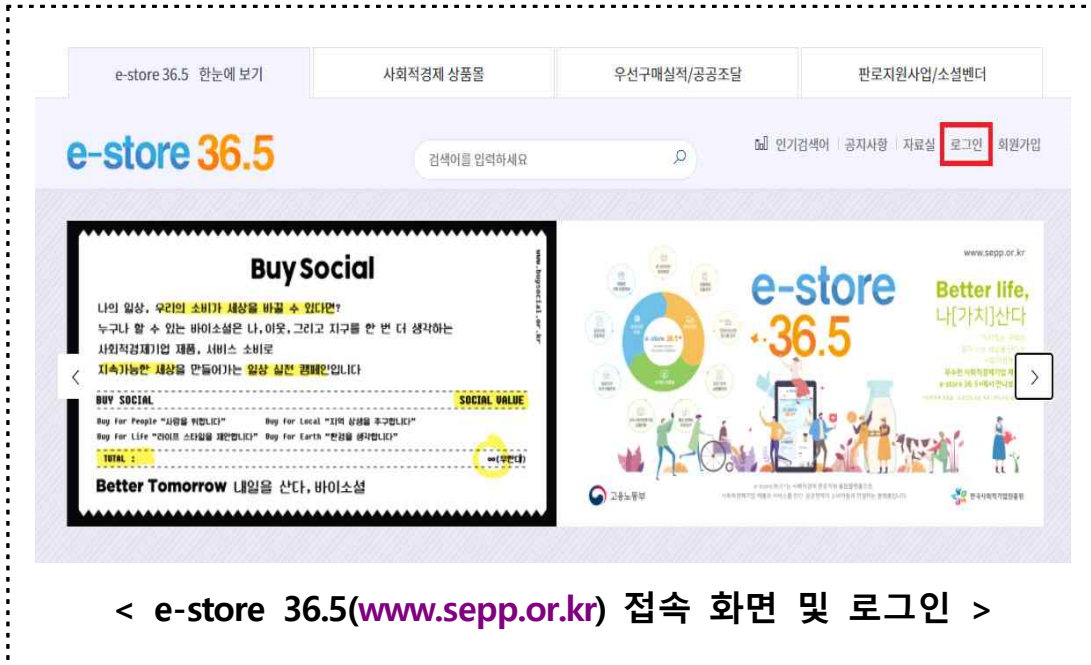 e-store 36.5 한눈에 보기
사회적경제 상품몰
우선구매실적/공공조달
판로지원사업/소셜벤더
e-store 36.5
검색어를 입력하세요
인기검색어 공지사항 자료실 로그인 회원가입
Buy Social
www.buysocial.or.kr
나의 일상, 우리의 소비가 세상을 바꿀 수 있다면?
누구나 할 수 있는 바이소셜은 나,이웃,그리고 지구를 한 번 더 생각하는
사회적경제기업 제품, 서비스 소비로
지속가능한 세상을 만들어가는 일상 실천 캠페인입니다
BUY SOCIAL SOCIAL VALUE
Buy For People "사람을 위합니다" Buy For Local "지역 상생을 추구합니다"
Buy For Life "라이프 스타일을 제안합니다" Buy For Earth "환경을 생각합니다"
TOTAL : ∞(무한대)
Better Tomorrow 내일을 산다, 바이소셜
www.sepp.or.kr
e-store
36.5
Better life,
나[가치]산다
고용노동부
한국사회적기업진흥원
< e-store 36.5(www.sepp.or.kr) 접속 화면 및 로그인 >